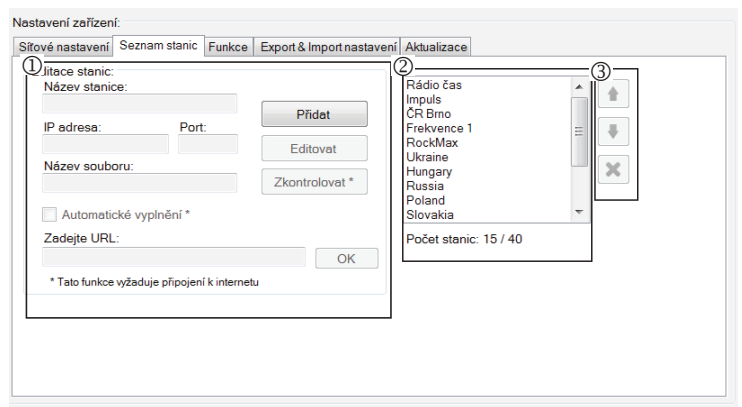 Nastavení zařízení:
Síťové nastavení Seznam stanic Funkce Export & Import nastavení Aktualizace
① ② ③
litace stanic:
Název stanice:
Přidat
IP adresa: Port:
Editovat
Název souboru:
Zkontrolovat *
Automatické vyplnění *
Zadejte URL:
OK
* Tato funkce vyžaduje připojení k internetu
Rádio čas
Impuls
ČR Brno
Frekvence 1
RockMax
Ukraine
Hungary
Russia
Poland
Slovakia
Počet stanic: 15 / 40